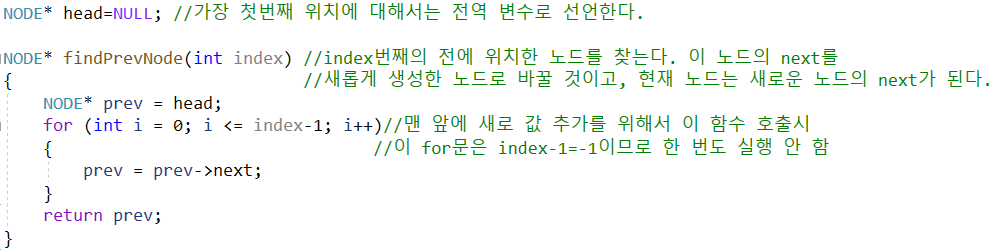 NODE* head=NULL; //가장 첫번째 위치에 대해서는 전역 변수로 선언한다.
NODE* findPrevNode(int index) //index번째의 전에 위치한 노드를 찾는다. 이 노드의 next를
{ //새롭게 생성한 노드로 바꿀 것이고, 현재 노드는 새로운 노드의 next가 된다.
NODE* prev = head;
for (int i = 0; i <= index-1; i++)//맨 앞에 새로 값 추가를 위해서 이 함수 호출시
{ //이 for문은 index-1=-1이므로 한 번도 실행 안 함
prev = prev->next;
}
return prev;
}